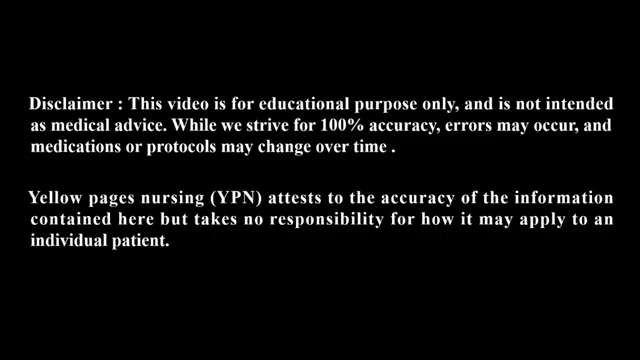 Disclaimer : This video is for educational purpose only, and is not intended
as medical advice. While we strive for 100% accuracy, errors may occur, and
medications or protocols may change over time .
Yellow pages nursing (YPN) attests to the accuracy of the information
contained here but takes no responsibility for how it may apply to an
individual patient.